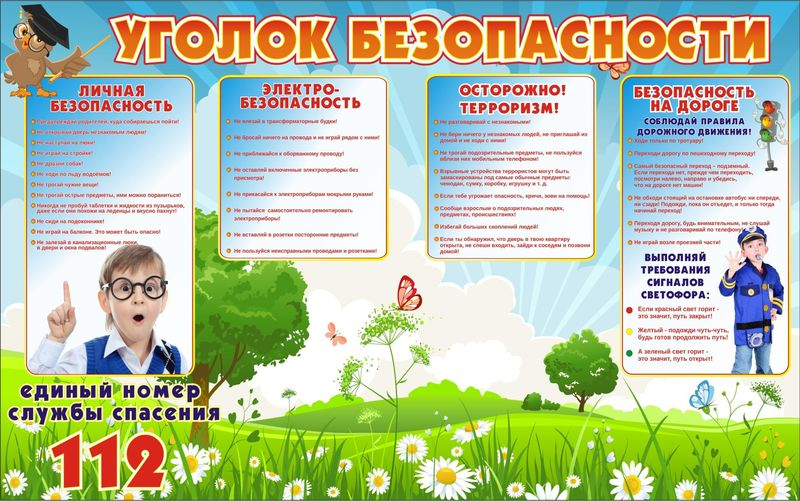 УГОЛОК БЕЗОПАСНОСТИ
ЛИЧНАЯ
БЕЗОПАСНОСТЬ
Предупреждай родителей, куда собираешься пойти!
Не открывай дверь незнакомым людям!
Не наступай на люки!
Не играй на стройке!
Не дразни собак!
Не ходи по льду водоёмов!
Не трогай чужие вещи!
Не трогай острые предметы, ими можно пораниться!
Никогда не пробуй таблетки и жидкости из пузырьков,
даже если они похожи на леденцы и вкусно пахнут!
Не сиди на подоконнике!
Не играй на балконе. Это может быть опасно!
Не залезай в канализационные люки,
в двери и окна подвалов!
единый номер
службы спасения
112
ЭЛЕКТРО-
БЕЗОПАСНОСТЬ
Не влезай в трансформаторные будки!
Не бросай ничего на провода и не играй рядом с ними!
Не приближайся к оборванному проводу!
Не оставляй включенные электроприборы без
присмотра!
Не прикасайся к электроприборам мокрыми руками!
Не пытайся самостоятельно ремонтировать
электроприборы!
Не вставляй в розетки посторонние предметы!
Не пользуйся неисправными проводами и розетками!
ОСТОРОЖНО!
ТЕРРОРИЗМ!
Не разговаривай с незнакомыми!
Не бери ничего у незнакомых людей, не приглашай их
домой и не ходи с ними!
Не трогай подозрительные предметы, не пользуйся
вблизи них мобильным телефоном!
Взрывные устройства террористов могут быть
замаскированы под самые обычные предметы:
чемодан, сумку, коробку, игрушку и т. д.
Если тебе угрожает опасность, кричи, зови на помощь!
Сообщи взрослым о подозрительных людях,
предметах, происшествиях!
Избегай больших скоплений людей!
Если ты обнаружил, что дверь в твою квартиру
открыта, не спеши входить, зайди к соседям и позвони
домой!
БЕЗОПАСНОСТЬ
НА ДОРОГЕ
СОБЛЮДАЙ ПРАВИЛА
ДОРОЖНОГО ДВИЖЕНИЯ!
Ходи только по тротуару!
Переходи дорогу по пешеходному переходу!
Самый безопасный переход – подземный.
Если перехода нет, прежде чем переходить,
посмотри налево, направо и убедись,
что на дороге нет машин!
Не обходи стоящий на остановке автобус ни спереди,
ни сзади! Подожди, пока он отъедет, и только тогда
начинай переход!
Переходи дорогу, будь внимательным, не слушай
музыку и не разговаривай по телефону!
Не играй возле проезжей части!
ВЫПОЛНЯЙ
ТРЕБОВАНИЯ
СИГНАЛОВ
СВЕТОФОРА:
Если красный свет горит -
это значит, путь закрыт!
Желтый - подожди чуть-чуть,
будь готов продолжить путь!
А зеленый свет горит -
это значит, путь открыт!